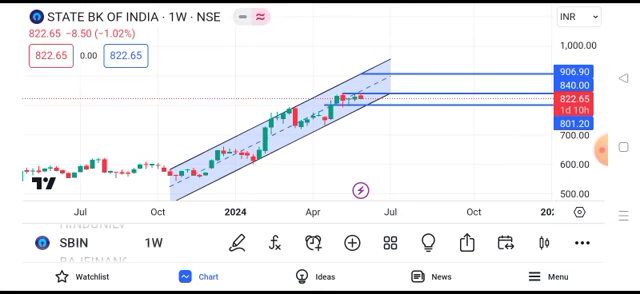 STATE BK OF INDIA · 1W · NSE
INR
822.65 −8.50 (−1.02%)
822.65 0.00 822.65
1,000.00
906.90
840.00
822.65
1d 10h
801.20
700.00
600.00
500.00
Jul Oct 2024 Apr Jul Oct
SBIN 1W
Watchlist Chart Ideas News Menu